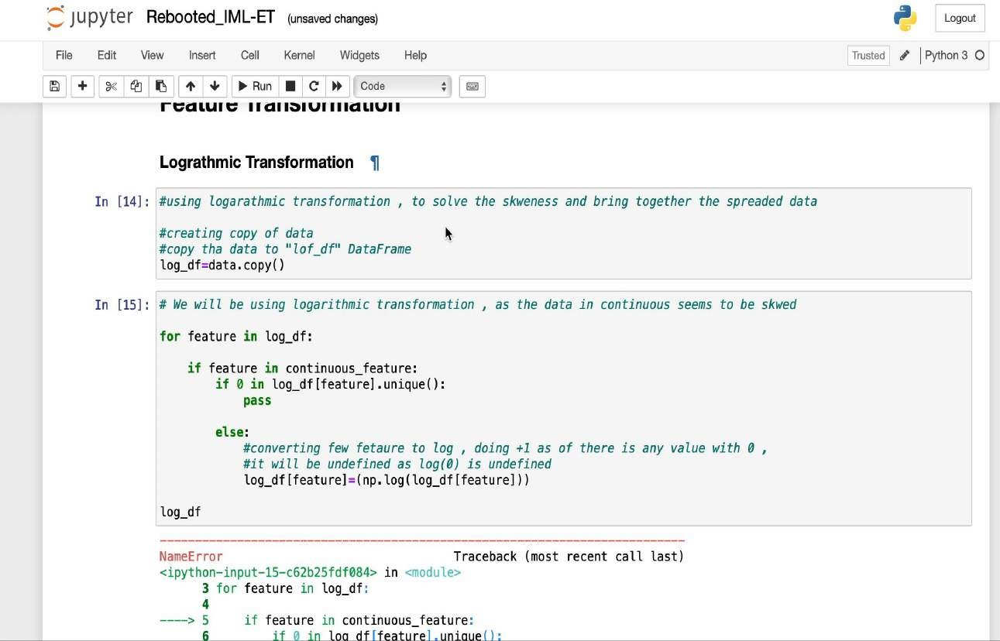 jupyter Rebooted_IML-ET (unsaved changes)
Logout
File Edit View Insert Cell Kernel Widgets Help
Trusted Python 3
Run Code
Feature Transformation
Lograthmic Transformation ¶
In [14]: #using logarathmic transformation , to solve the skweness and bring together the spreaded data
#creating copy of data
#copy tha data to "lof_df" DataFrame
log_df=data.copy()
In [15]: # We will be using logarithmic transformation , as the data in continuous seems to be skwed
for feature in log_df:
if feature in continuous_feature:
if 0 in log_df[feature].unique():
pass
else:
#converting few fetaure to log , doing +1 as of there is any value with 0 ,
#it will be undefined as log(0) is undefined
log_df[feature]=(np.log(log_df[feature]))
log_df
---------------------------------------------------------------------------
NameError Traceback (most recent call last)
<ipython-input-15-c62b25fdf084> in <module>
3 for feature in log_df:
4
----> 5 if feature in continuous_feature:
6 if 0 in log_df[feature].unique():